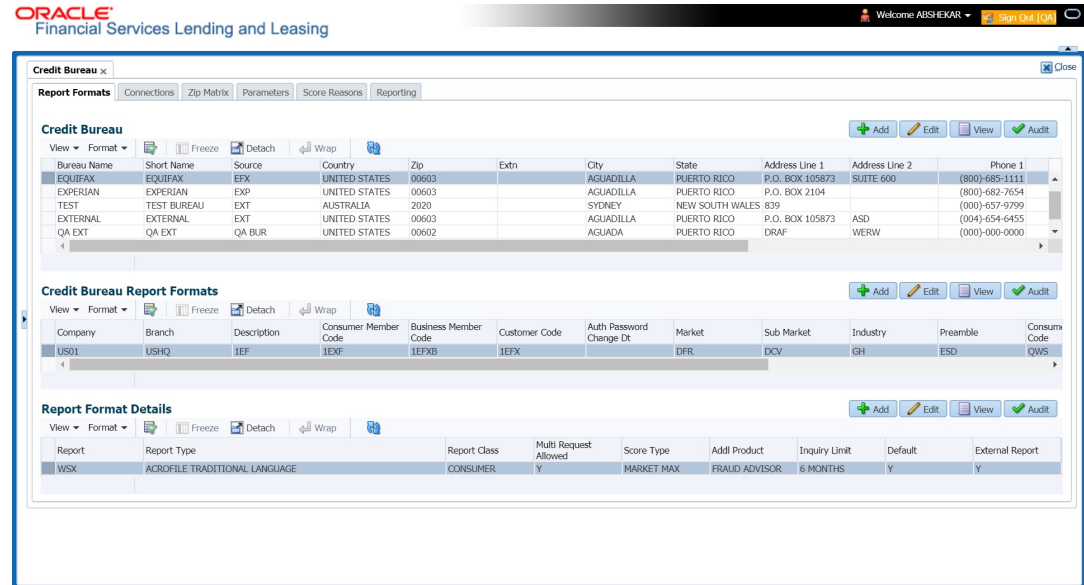 ORACLE
Financial Services Lending and Leasing
Welcome ABSHEKAR
Sign Out [QA]
Credit Bureau x
Close
Report Formats Connections Zip Matrix Parameters Score Reasons Reporting
Credit Bureau
Add Edit View Audit
View Format Freeze Detach Wrap
Bureau Name Short Name Source Country Zip Extn City State Address Line 1 Address Line 2 Phone 1
EQUIFAX EQUIFAX EFX UNITED STATES 00603 AGUADILLA PUERTO RICO P.O. BOX 105873 SUITE 600 (800)-685-1111
EXPERIAN EXPERIAN EXP UNITED STATES 00603 AGUADILLA PUERTO RICO P.O. BOX 2104 (800)-682-7654
TEST TEST BUREAU EXT AUSTRALIA 2020 SYDNEY NEW SOUTH WALES 839 (000)-657-9799
EXTERNAL EXTERNAL EXT UNITED STATES 00603 AGUADILLA PUERTO RICO P.O. BOX 105873 ASD (004)-654-6455
QA EXT QA EXT QA BUR UNITED STATES 00602 AGUADA PUERTO RICO DRAF WERW (000)-000-0000
Credit Bureau Report Formats
Add Edit View Audit
View Format Freeze Detach Wrap
Company Branch Description Consumer Member Code Business Member Code Customer Code Auth Password Change Dt Market Sub Market Industry Preamble Consume Code
US01 USHQ 1EF 1EXF 1EFXB 1EFX DFR DCV GH ESD QWS
Report Format Details
Add Edit View Audit
View Format Freeze Detach Wrap
Report Report Type Report Class Multi Request Allowed Score Type Addl Product Inquiry Limit Default External Report
WSX ACROFILE TRADITIONAL LANGUAGE CONSUMER Y MARKET MAX FRAUD ADVISOR 6 MONTHS Y Y